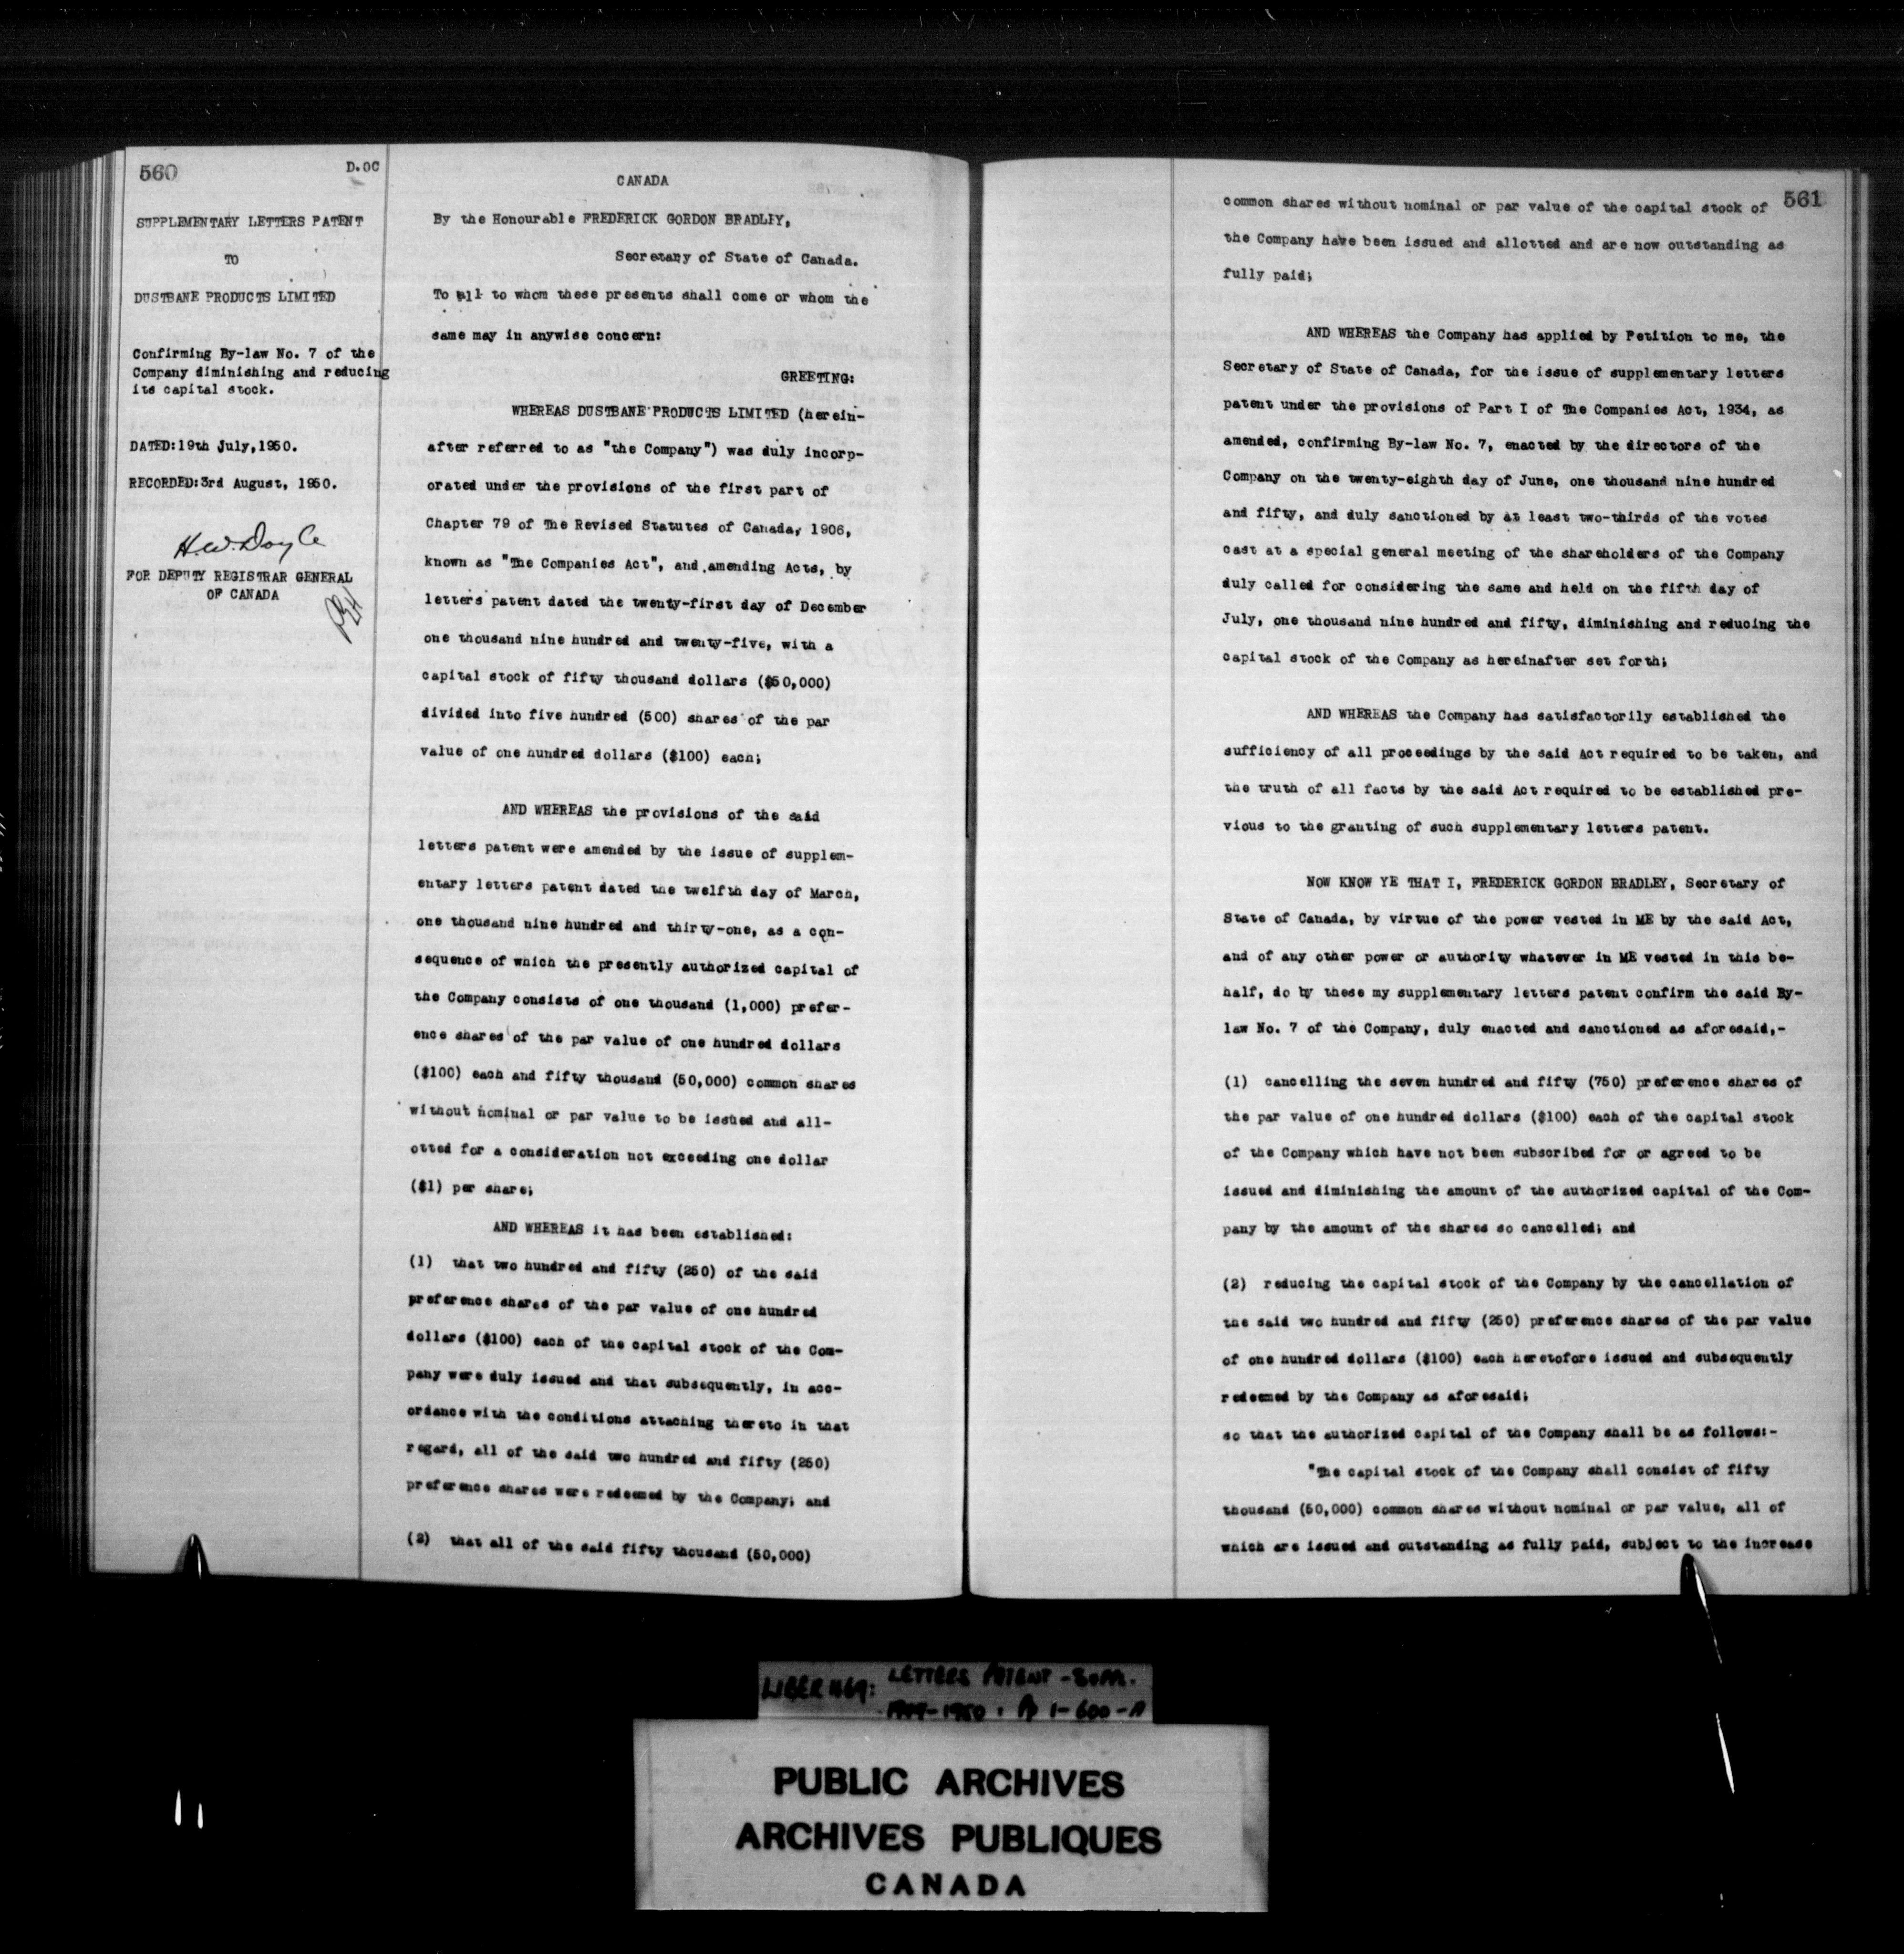 560
D.OC
SUPPLEMENTARY LETTERS PATENT
TO
DUSTBANE PRODUCTS LIMITED
Confirming By-law No. 7 of the
Company diminishing and reducing
its capital stock.
DATED:19th July,1950.
RECORDED:3rd August, 1950.
H.W. Doyle
FOR DEPUTY REGISTRAR GENERAL
OF CANADA
CANADA
By the Honourable FREDERICK GORDON BRADLEY,
Secretary of State of Canada.
To all to whom these presents shall come or whom the
same may in anywise concern:
GREETING:
WHEREAS DUSTBANE PRODUCTS LIMITED (herein-
after referred to as "the Company") was duly incorp-
orated under the provisions of the first part of
Chapter 79 of The Revised Statutes of Canada, 1906,
known as "The Companies Act", and amending Acts, by
letters patent dated the twenty-first day of December
one thousand nine hundred and twenty-five, with a
capital stock of fifty thousand dollars ($50,000)
divided into five hundred (500) shares of the par
value of one hundred dollars ($100) each;
AND WHEREAS the provisions of the said
letters patent were amended by the issue of supplem-
entary letters patent dated the twelfth day of March,
one thousand nine hundred and thirty-one, as a con-
sequence of which the presently authorized capital of
the Company consists of one thousand (1,000) prefer-
ence shares of the par value of one hundred dollars
($100) each and fifty thousand (50,000) common shares
without nominal or par value to be issued and all-
otted for a consideration not exceeding one dollar
($1) per share;
AND WHEREAS it has been established:
(1) that two hundred and fifty (250) of the said
preference shares of the par value of one hundred
dollars ($100) each of the capital stock of the Com-
pany were duly issued and that subsequently, in acc-
ordance with the conditions attaching thereto in that
regard, all of the said two hundred and fifty (250)
preference shares were redeemed by the Company; and
(2) that all of the said fifty thousand (50,000)
561
common shares without nominal or par value of the capital stock of
the Company have been issued and allotted and are now outstanding as
fully paid;
AND WHEREAS the Company has applied by Petition to me, the
Secretary of State of Canada, for the issue of supplementary letters
patent under the provisions of Part I of The Companies Act, 1934, as
amended, confirming By-law No. 7, enacted by the directors of the
Company on the twenty-eighth day of June, one thousand nine hundred
and fifty, and duly sanctioned by at least two-thirds of the votes
cast at a special general meeting of the shareholders of the Company
duly called for considering the same and held on the fifth day of
July, one thousand nine hundred and fifty, diminishing and reducing the
capital stock of the Company as hereinafter set forth;
AND WHEREAS the Company has satisfactorily established the
sufficiency of all proceedings by the said Act required to be taken, and
the truth of all facts by the said Act required to be established pre-
vious to the granting of such supplementary letters patent.
NOW KNOW YE THAT I, FREDERICK GORDON BRADLEY, Secretary of
State of Canada, by virtue of the power vested in ME by the said Act,
and of any other power or authority whatever in ME vested in this be-
half, do by these my supplementary letters patent confirm the said By-
law No. 7 of the Company, duly enacted and sanctioned as aforesaid,-
(1) cancelling the seven hundred and fifty (750) preference shares of
the par value of one hundred dollars ($100) each of the capital stock
of the Company which have not been subscribed for or agreed to be
issued and diminishing the amount of the authorized capital of the Com-
pany by the amount of the shares so cancelled; and
(2) reducing the capital stock of the Company by the cancellation of
the said two hundred and fifty (250) preference shares of the par value
of one hundred dollars ($100) each heretofore issued and subsequently
redeemed by the Company as aforesaid;
so that the authorized capital of the Company shall be as follows:-
"The capital stock of the Company shall consist of fifty
thousand (50,000) common shares without nominal or par value, all of
which are issued and outstanding as fully paid, subject to the increase
LIBER 469: LETTERS PATENT - SUPP.
1949-1950 : Pp 1-600-A
PUBLIC ARCHIVES
ARCHIVES PUBLIQUES
CANADA